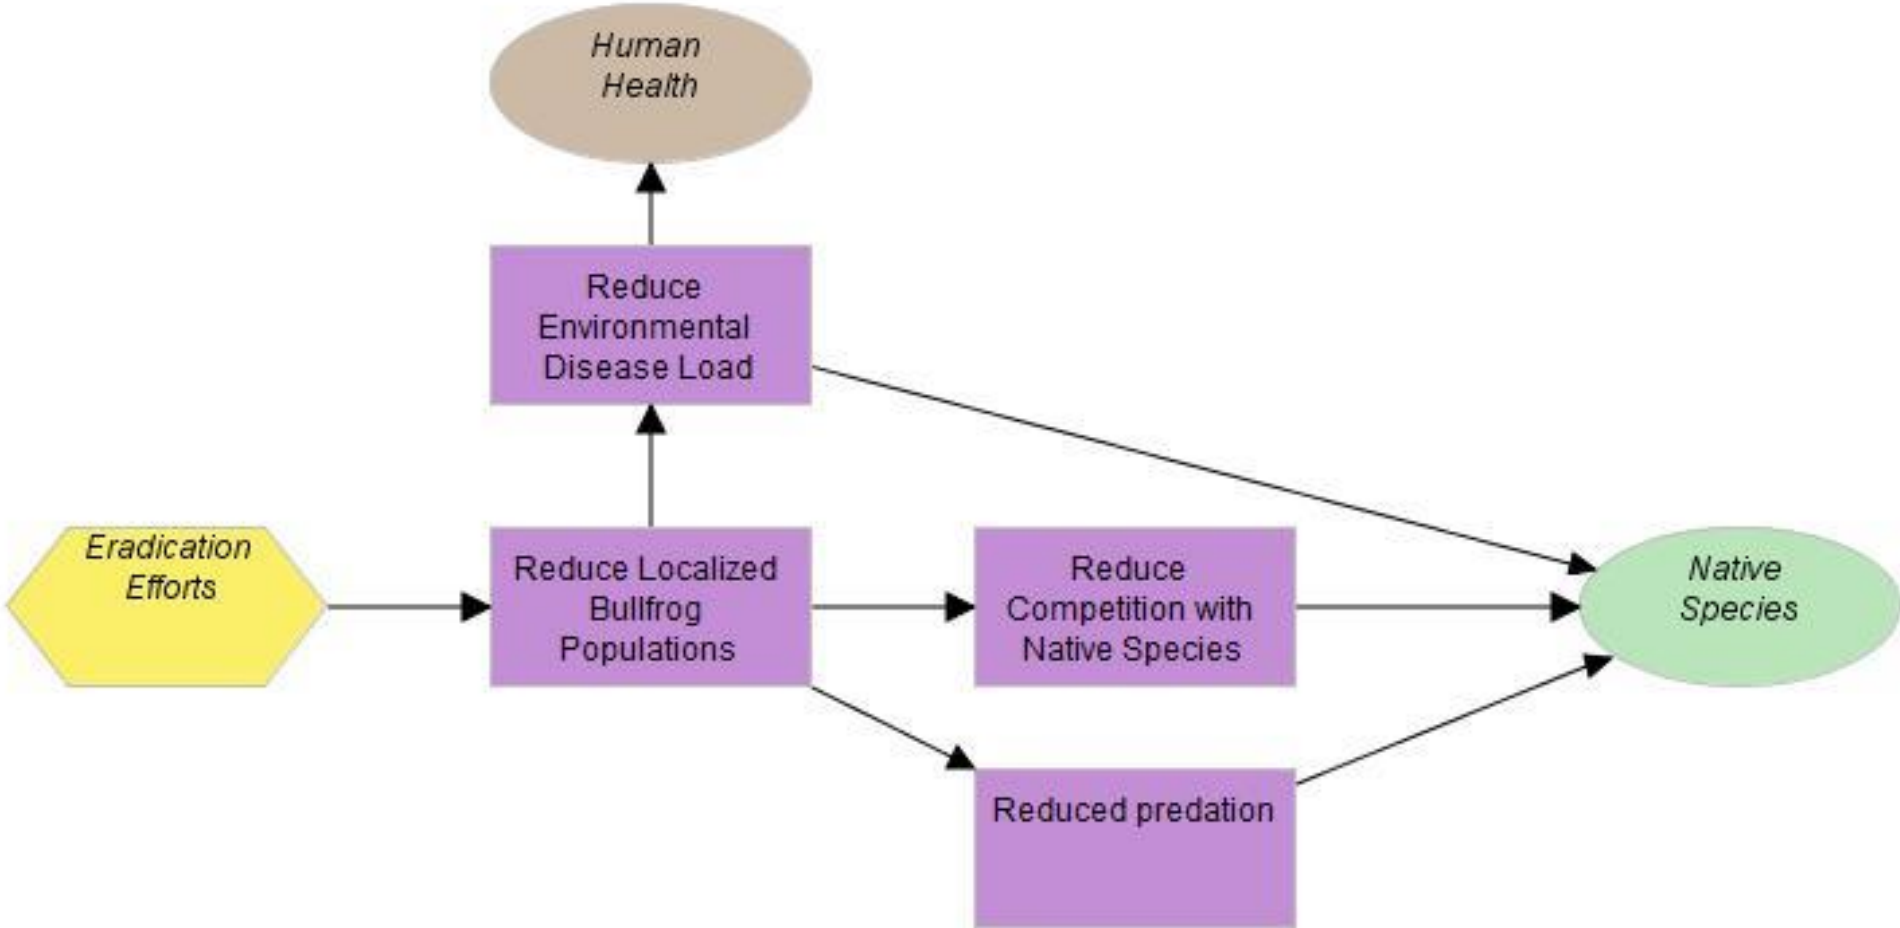 Human
Health
Reduce
Environmental
Disease Load
Eradication
Efforts
Reduce Localized
Bullfrog
Populations
Reduce
Competition with
Native Species
Native
Species
Reduced predation